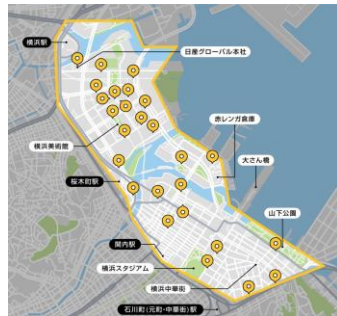 横浜駅
日産グローバル本社
赤レンガ倉庫
大さん橋
横浜美術館
桜木町駅
山下公園
関内駅
横浜スタジアム
横浜中華街
石川町(元町・中華街)駅